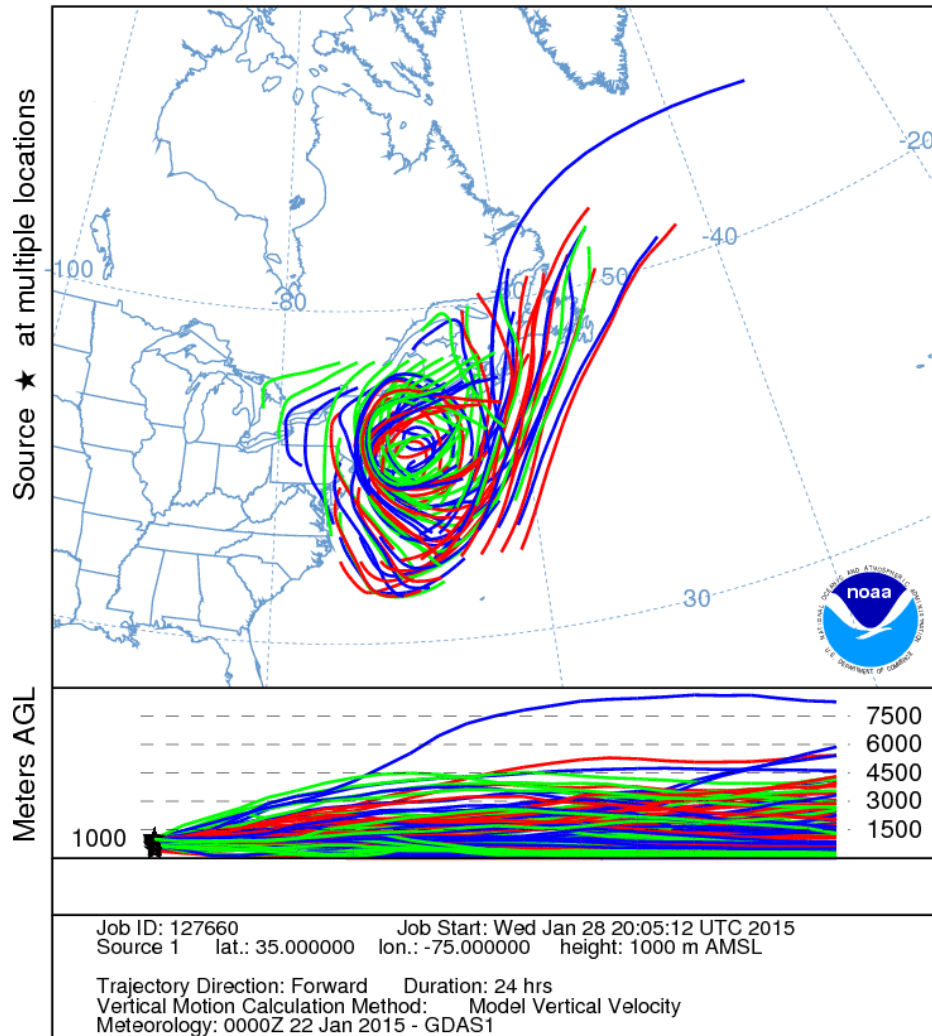 Source ★ at multiple locations
-100
-80
-60
-50
-40
-20
30
noaa
NATIONAL OCEANIC AND ATMOSPHERIC ADMINISTRATION
U.S. DEPARTMENT OF COMMERCE
Meters AGL
1000
7500
6000
4500
3000
1500
Job ID: 127660 Job Start: Wed Jan 28 20:05:12 UTC 2015
Source 1 lat.: 35.000000 lon.: -75.000000 height: 1000 m AMSL
Trajectory Direction: Forward Duration: 24 hrs
Vertical Motion Calculation Method: Model Vertical Velocity
Meteorology: 0000Z 22 Jan 2015 - GDAS1